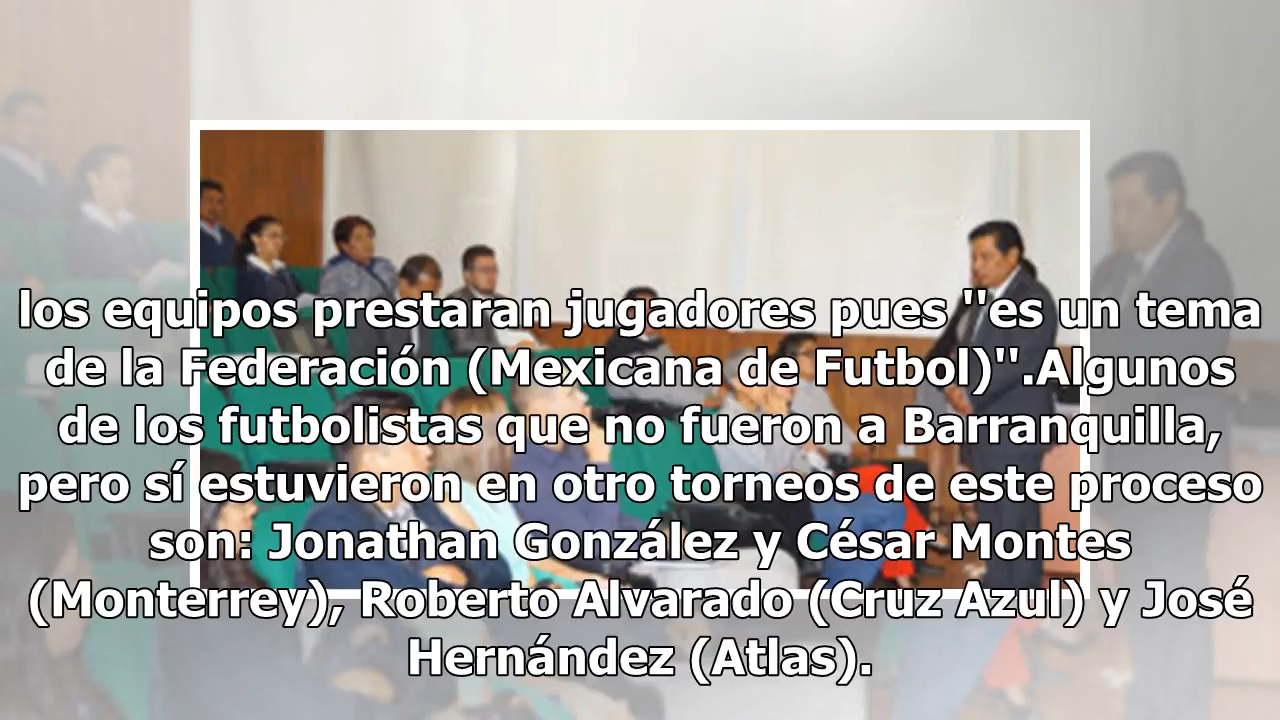 los equipos prestaran jugadores pues "es un tema
de la Federación (Mexicana de Futbol)".Algunos
de los futbolistas que no fueron a Barranquilla,
pero sí estuvieron en otro torneos de este proceso
son: Jonathan González y César Montes
(Monterrey), Roberto Alvarado (Cruz Azul) y José
Hernández (Atlas).